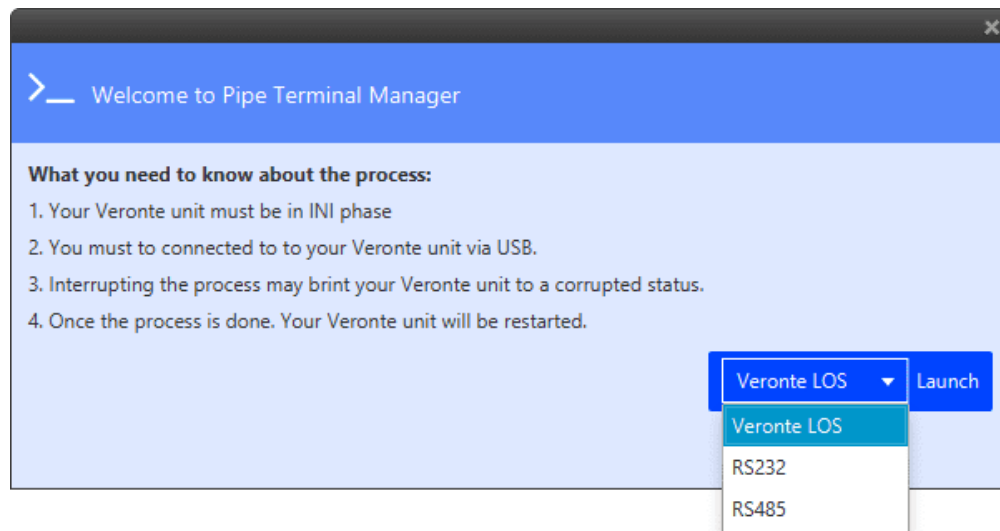 Welcome to Pipe Terminal Manager
What you need to know about the process:
1. Your Veronte unit must be in INI phase
2. You must to connected to to your Veronte unit via USB.
3. Interrupting the process may brint your Veronte unit to a corrupted status.
4. Once the process is done. Your Veronte unit will be restarted.
Veronte LOS Launch
Veronte LOS
RS232
RS485